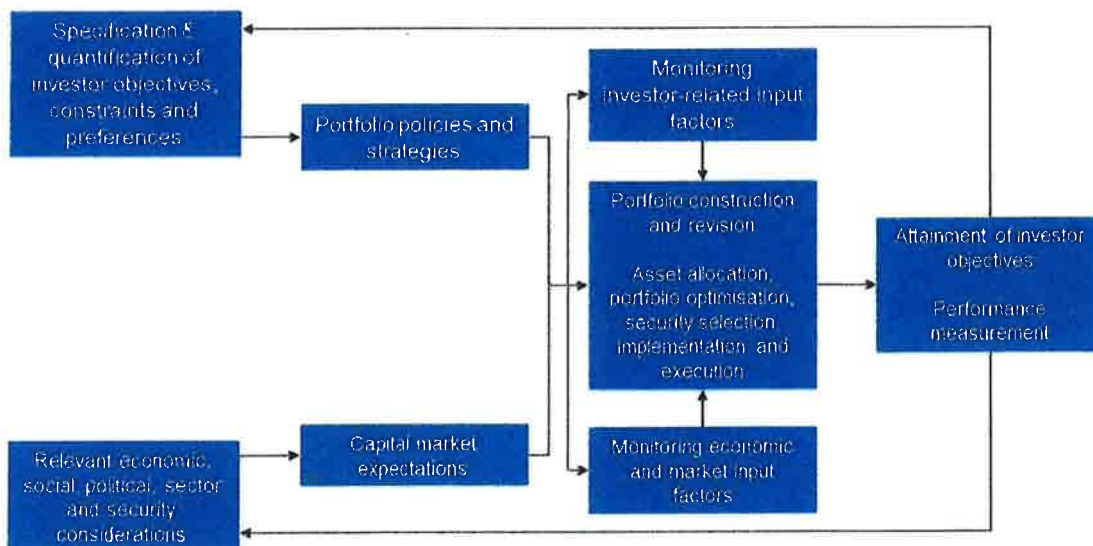 Specification &
quantification of
investor objectives,
constraints and
preferences
Portfolio policies and
strategies
Monitoring
investor-related input
factors
Portfolio construction
and revision
Asset allocation,
portfolio optimisation,
security selection
implementation and
execution
Attainment of investor
objectives
Performance
measurement
Relevant economic,
social, political, sector
and security
considerations
Capital market
expectations
Monitoring economic
and market input
factors